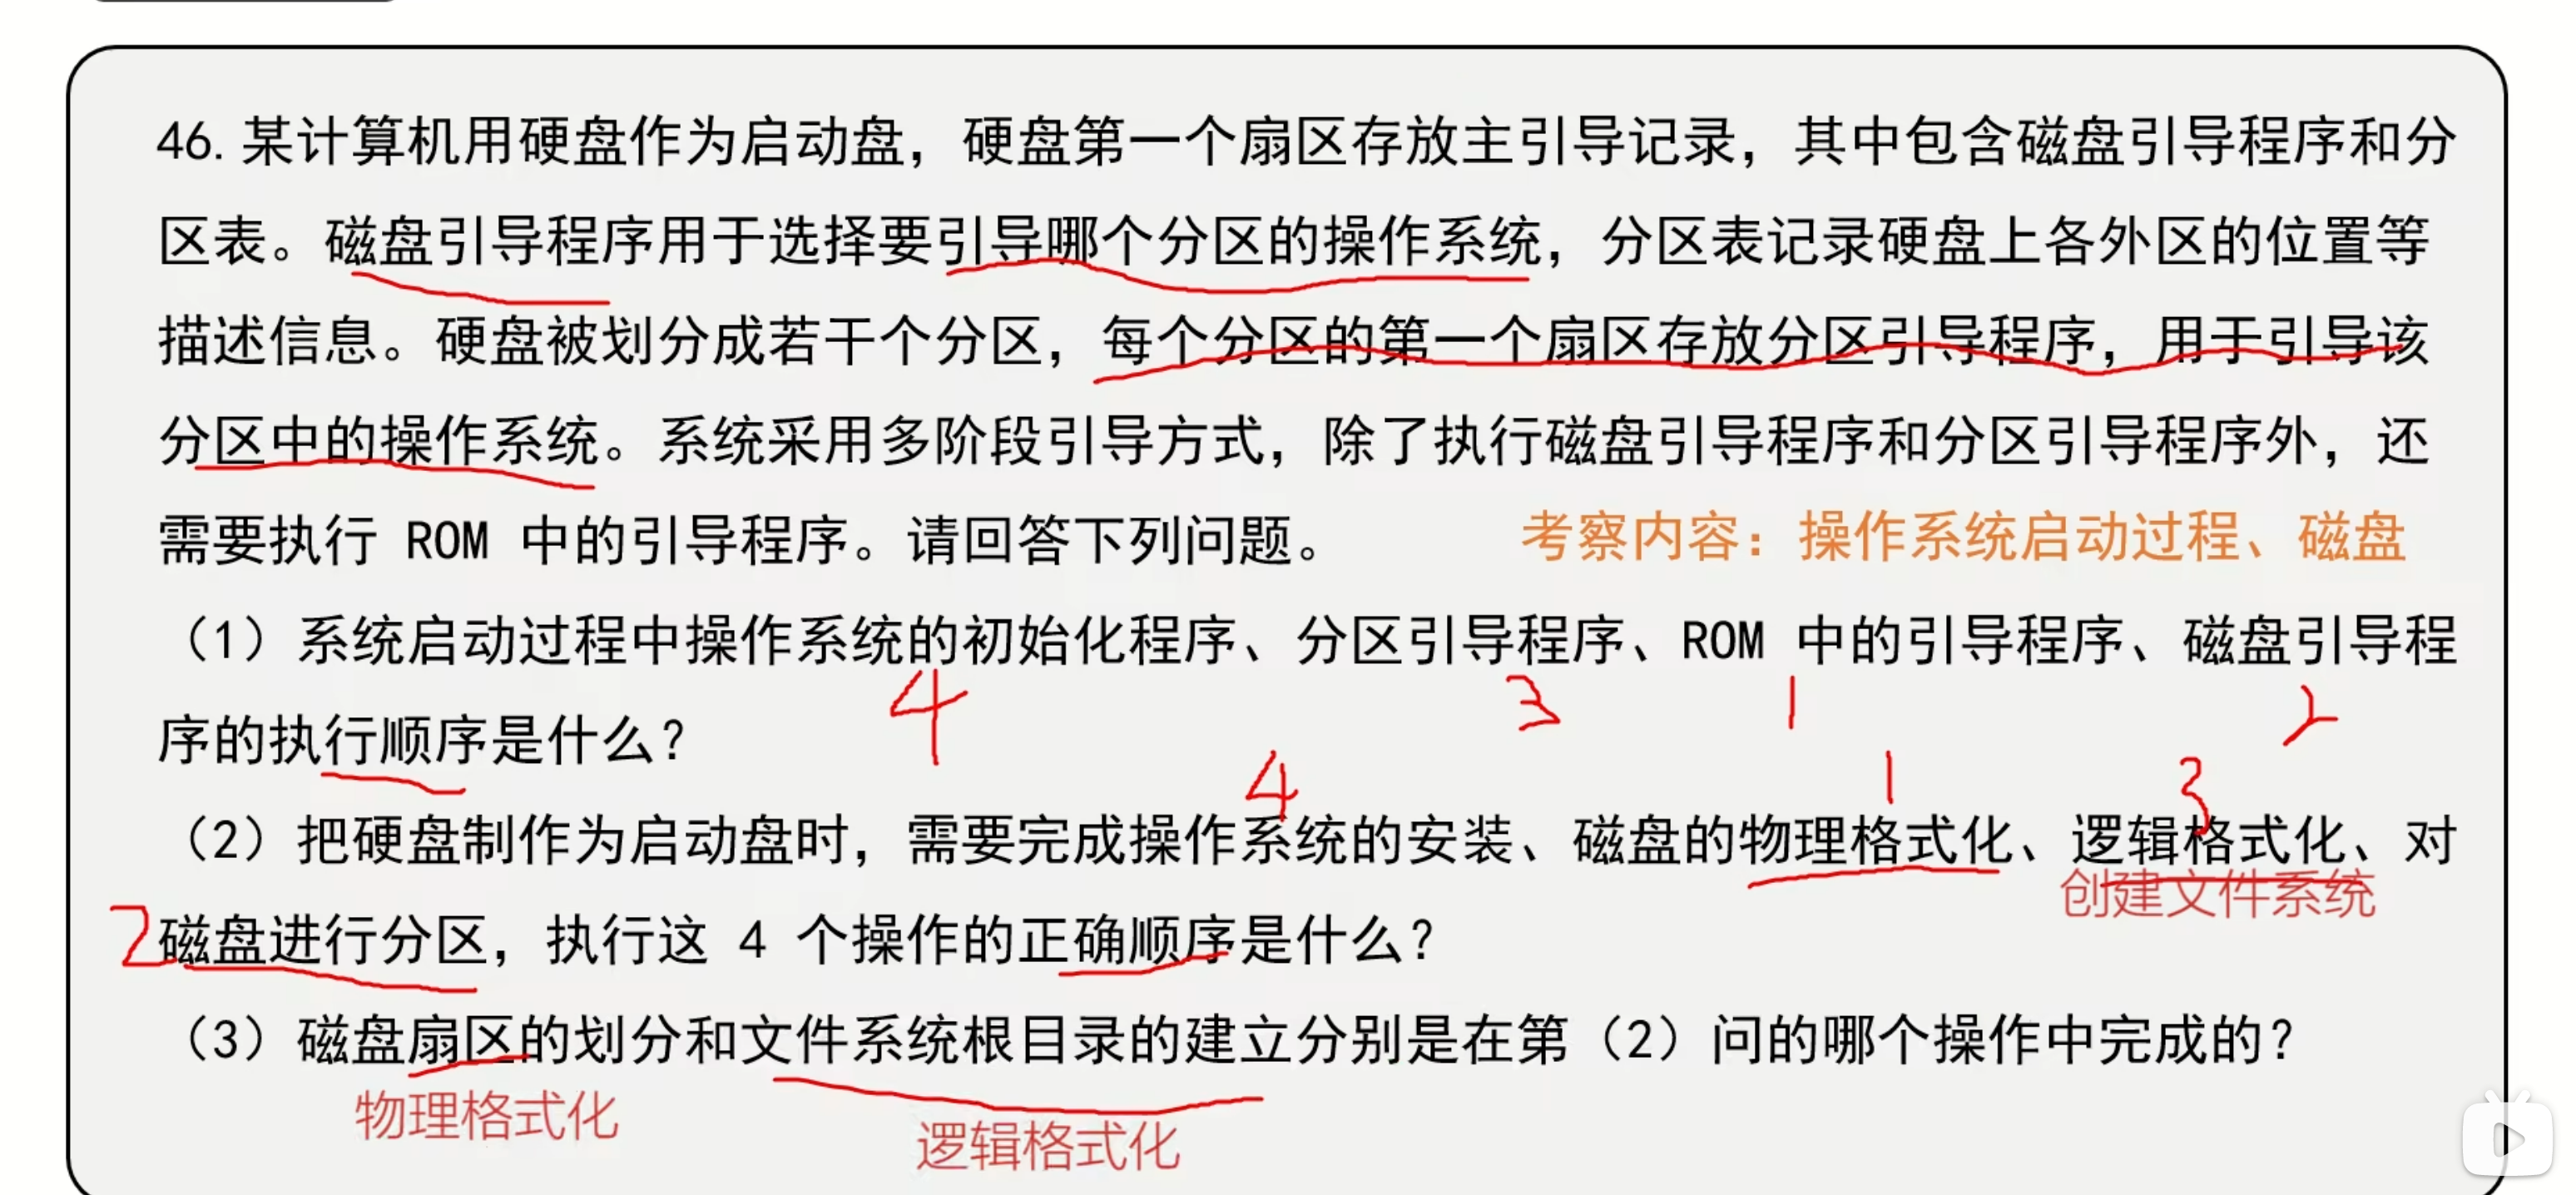 46.某计算机用硬盘作为启动盘，硬盘第一个扇区存放主引导记录，其中包含磁盘引导程序和分
区表。磁盘引导程序用于选择要引导哪个分区的操作系统，分区表记录硬盘上各外区的位置等
描述信息。硬盘被划分成若干个分区，每个分区的第一个扇区存放分区引导程序，用于引导该
分区中的操作系统。系统采用多阶段引导方式，除了执行磁盘引导程序和分区引导程序外，还
需要执行 ROM 中的引导程序。请回答下列问题。 考察内容：操作系统启动过程、磁盘
（1）系统启动过程中操作系统的初始化程序、分区引导程序、ROM 中的引导程序、磁盘引导程
4 3 1 2
序的执行顺序是什么？
4 1 3
（2）把硬盘制作为启动盘时，需要完成操作系统的安装、磁盘的物理格式化、逻辑格式化、对
创建文件系统
2 磁盘进行分区，执行这 4 个操作的正确顺序是什么？
（3）磁盘扇区的划分和文件系统根目录的建立分别是在第（2）问的哪个操作中完成的？
物理格式化
逻辑格式化